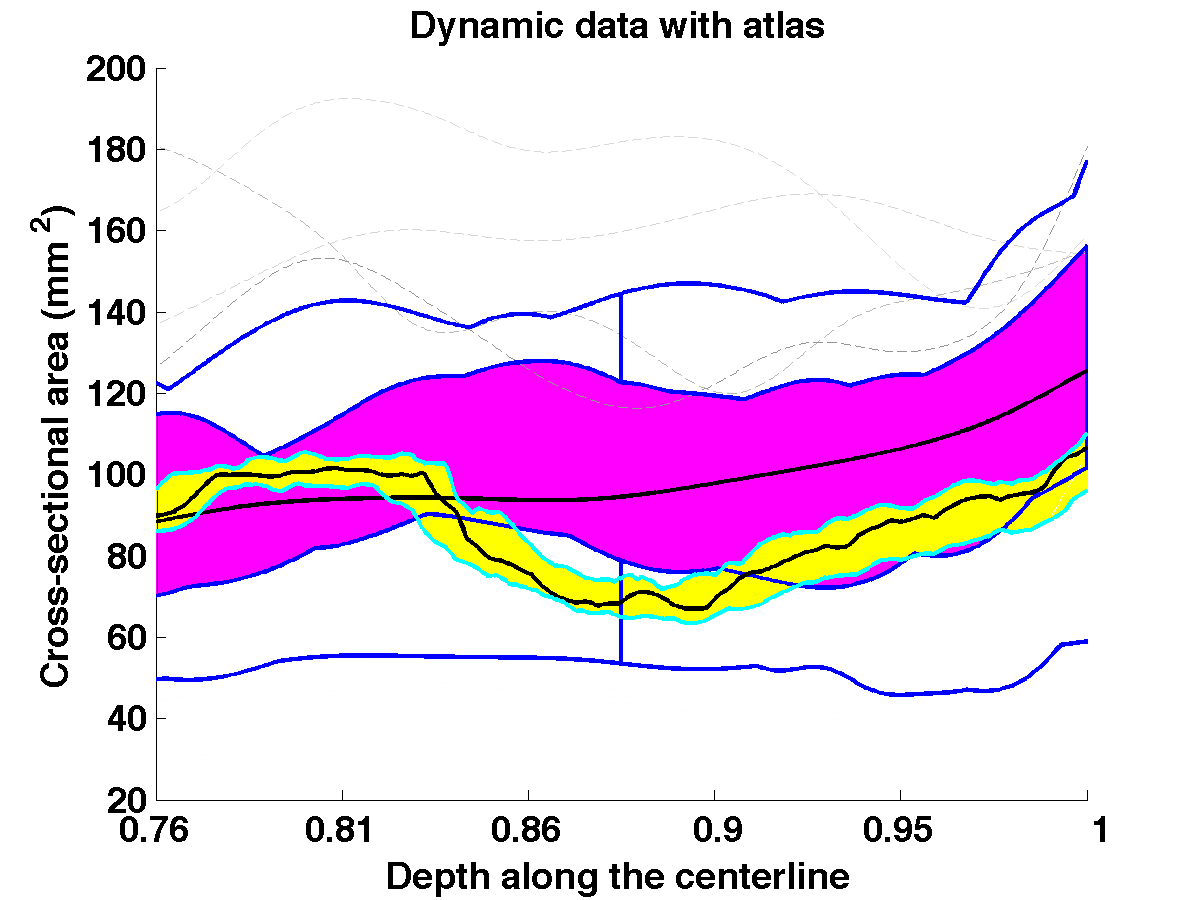 Dynamic data with atlas
200
180
160
140
120
100
80
60
40
20
Cross-sectional area (mm²)
0.76 0.81 0.86 0.9 0.95 1
Depth along the centerline